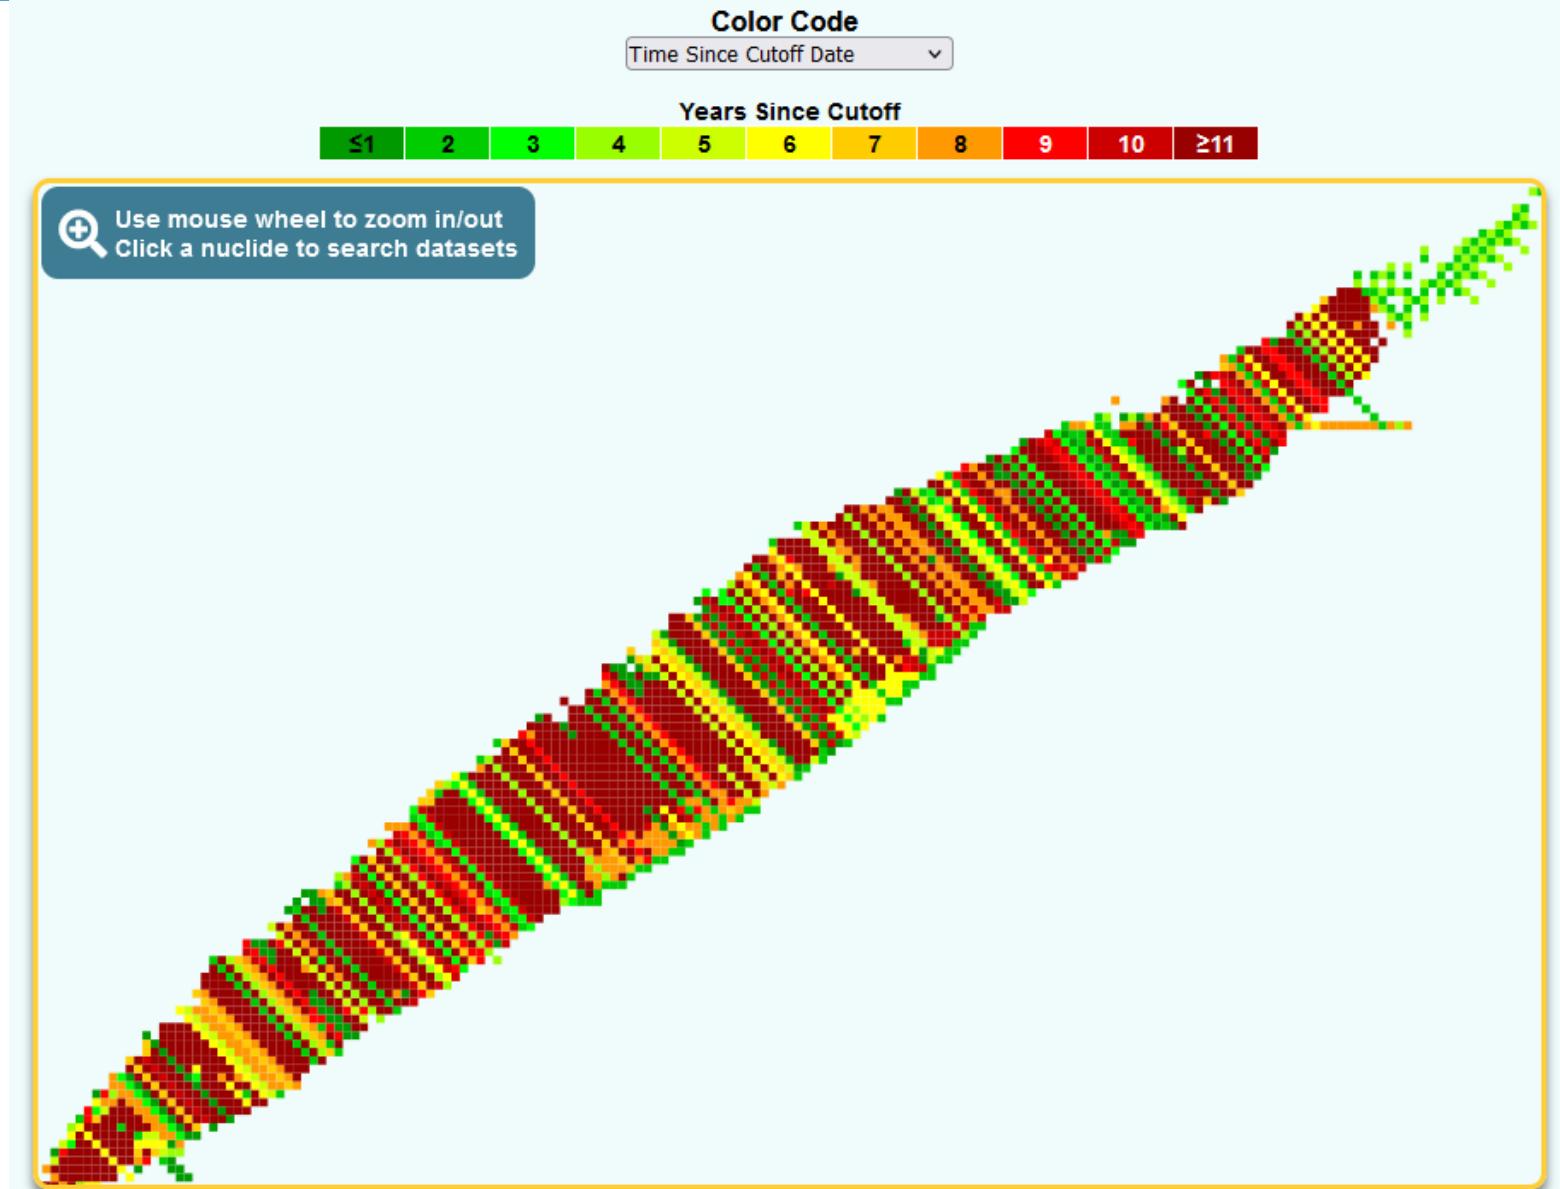 Color Code
Time Since Cutoff Date
Years Since Cutoff
≤1 2 3 4 5 6 7 8 9 10 ≥11
Use mouse wheel to zoom in/out
Click a nuclide to search datasets